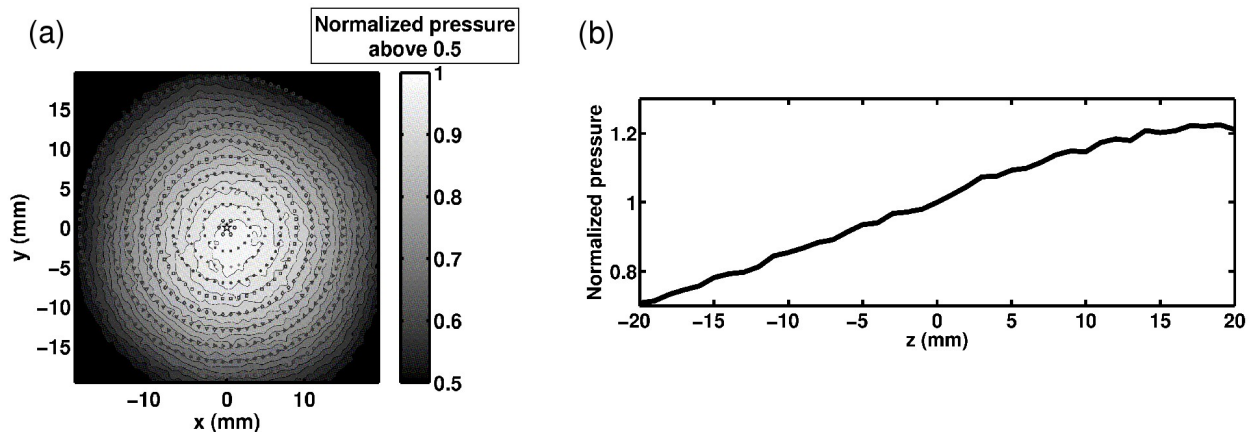 (a)
Normalized pressure
above 0.5
15
10
5
0
−5
−10
−15
y (mm)
−10 0 10
x (mm)
1
0.9
0.8
0.7
0.6
0.5
(b)
Normalized pressure
1.2
1
0.8
−20 −15 −10 −5 0 5 10 15 20
z (mm)